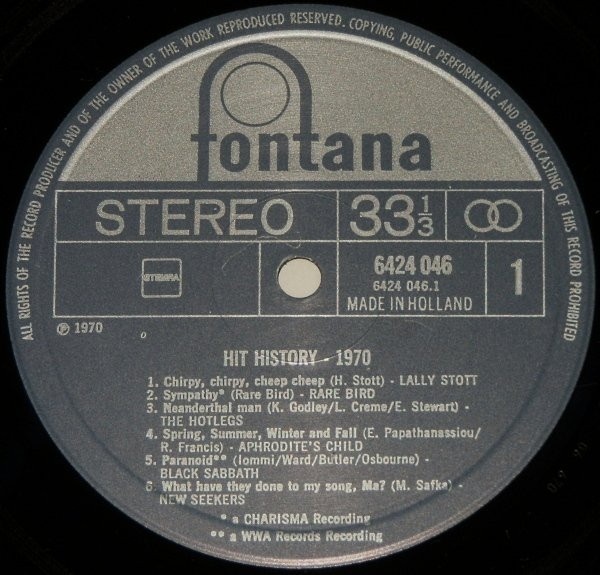 ALL RIGHTS OF THE RECORD PRODUCER AND OF THE OWNER OF THE WORK REPRODUCED RESERVED. COPYING, PUBLIC PERFORMANCE AND BROADCASTING OF THIS RECORD PROHIBITED
fontana
STEREO 33 1/3
6424 046
6424 046.1
STEMRA
MADE IN HOLLAND
1
℗ 1970
HIT HISTORY - 1970
1. Chirpy, chirpy, cheep cheep (H. Stott) - LALLY STOTT
2. Sympathy* (Rare Bird) - RARE BIRD
3. Neanderthal man (K. Godley/L. Creme/E. Stewart) -
THE HOTLEGS
4. Spring, Summer, Winter and Fall (E. Papathanassiou/
R. Francis) - APHRODITE'S CHILD
5. Paranoid** (Iommi/Ward/Butler/Osbourne) -
BLACK SABBATH
6. What have they done to my song, Ma? (M. Safka) -
NEW SEEKERS
* a CHARISMA Recording
** a WWA Records Recording